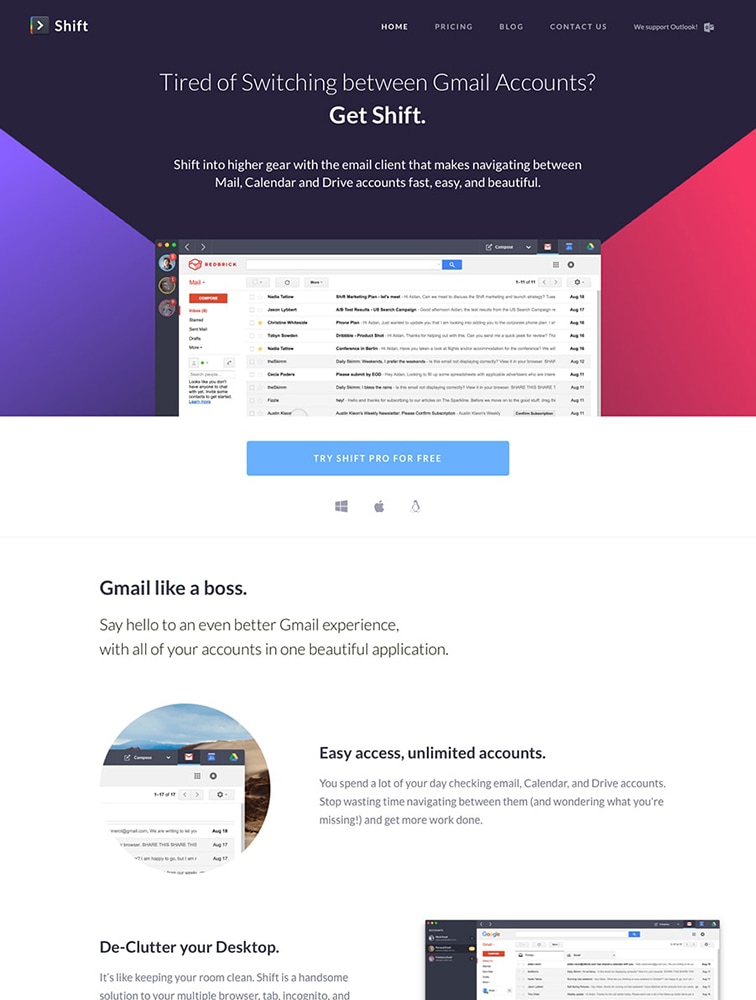 Shift
HOME PRICING BLOG CONTACT US We support Outlook!
Tired of Switching between Gmail Accounts?
Get Shift.
Shift into higher gear with the email client that makes navigating between
Mail, Calendar and Drive accounts fast, easy, and beautiful.
Compose
REDBRICK
Mail
More
1–11 of 11
COMPOSE
Inbox (8)
Starred
Sent Mail
Drafts
More
Search people...
Looks like you don't
have anyone to chat
with yet. Invite some
contacts to get started.
Learn more
Nadia Tatlow Shift Marketing Plan - let's meet - Hi Aidan, Can we meet to discuss the Shift marketing and launch strategy? Aug 18
Jason Lybbert A/B Test Results - US Search Campaign - Good afternoon Aidan, the test results from the US Search Aug 17
Christine Whiteside Phone Plan - Hi Aidan, Just wanted to update you that I am looking into adding you to the corporate phone plan. Aug 16
Tobyn Sowden Dribbble - Product Shot - Hi Aidan, Thanks for helping out with this. Can you send me a quick peek for review? Aug 16
Nadia Tatlow Conference in Berlin - Hi Aidan, Have you taken a look at flights and/or accommodation for the conference? Aug 16
theSkimm Daily Skimm: Weekends, I prefer the weekends - Is this email not displaying correctly? View it in your browser. Aug 12
Cecia Paders Please submit by EOD - Hey Aidan, Looking to fill up some spreadsheets with applicable advertisers who are Aug 11
theSkimm Daily Skimm: I bless the rains - Is this email not displaying correctly? View it in your browser. SHARE THIS SHARE Aug 11
Fizzle hey! - Hello and thanks for subscribing to our articles on The Sparkline. Before we move on to the good stuff, Aug 11
Austin Kleon Austin Kleon's Weekly Newsletter: Please Confirm Subscription - Austin Kleon's Weekly Newsletter Confirm Subscription Aug 11
TRY SHIFT PRO FOR FREE
Gmail like a boss.
Say hello to an even better Gmail experience,
with all of your accounts in one beautiful application.
Compose
1–17 of 17
merci@gmail.com, We are writing to let you Aug 18
browser. SHARE THIS SHARE Aug 17
? I am happy to go, but I am Aug 17
Easy access, unlimited accounts.
You spend a lot of your day checking email, Calendar, and Drive accounts.
Stop wasting time navigating between them (and wondering what you're
missing!) and get more work done.
De-Clutter your Desktop.
It's like keeping your room clean. Shift is a handsome
solution to your multiple browser, tab, incognito, and
Google
Gmail